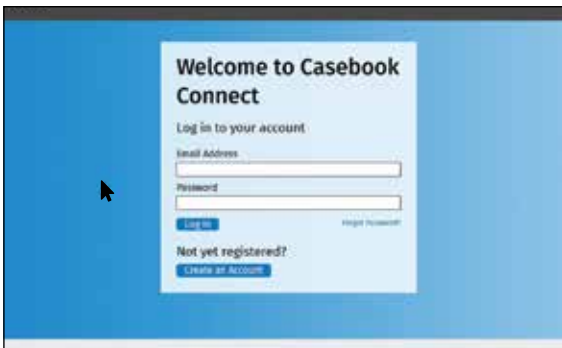 Welcome to Casebook
Connect
Log in to your account
Email Address
Password
Log In
Forgot Password?
Not yet registered?
Create an Account